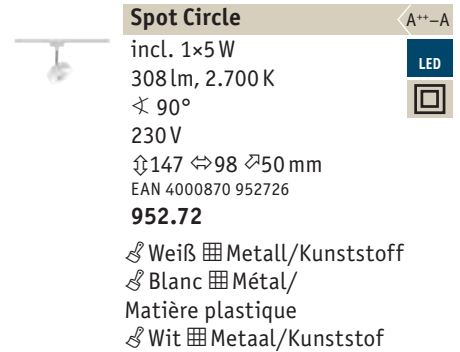 Spot Circle
A++–A
incl. 1×5 W
LED
308 lm, 2.700 K
∢ 90°
230 V
⇳147 ⬄98 ⬀50 mm
EAN 4000870 952726
952.72
Weiß ⊞ Metall/Kunststoff
Blanc ⊞ Métal/
Matière plastique
Wit ⊞ Metaal/Kunststof